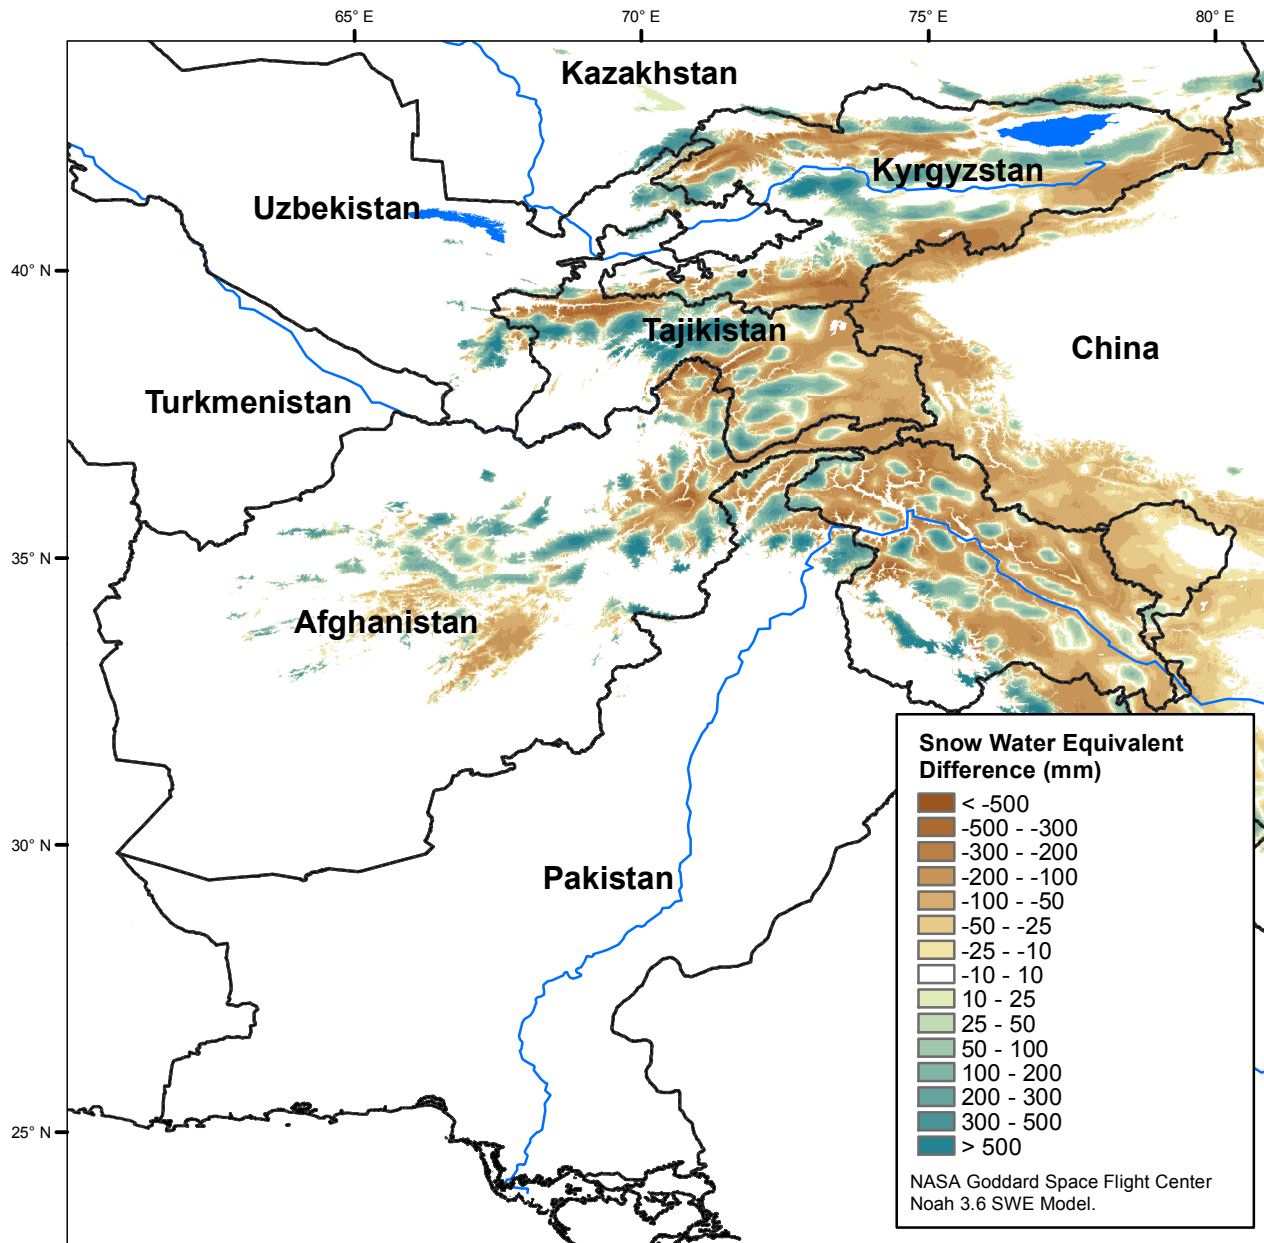 65° E
70° E
75° E
80° E
Kazakhstan
Kyrgyzstan
Uzbekistan
40° N
Tajikistan
China
Turkmenistan
35° N
Afghanistan
30° N
Pakistan
25° N
Snow Water Equivalent
Difference (mm)
< -500
-500 - -300
-300 - -200
-200 - -100
-100 - -50
-50 - -25
-25 - -10
-10 - 10
10 - 25
25 - 50
50 - 100
100 - 200
200 - 300
300 - 500
> 500
NASA Goddard Space Flight Center
Noah 3.6 SWE Model.